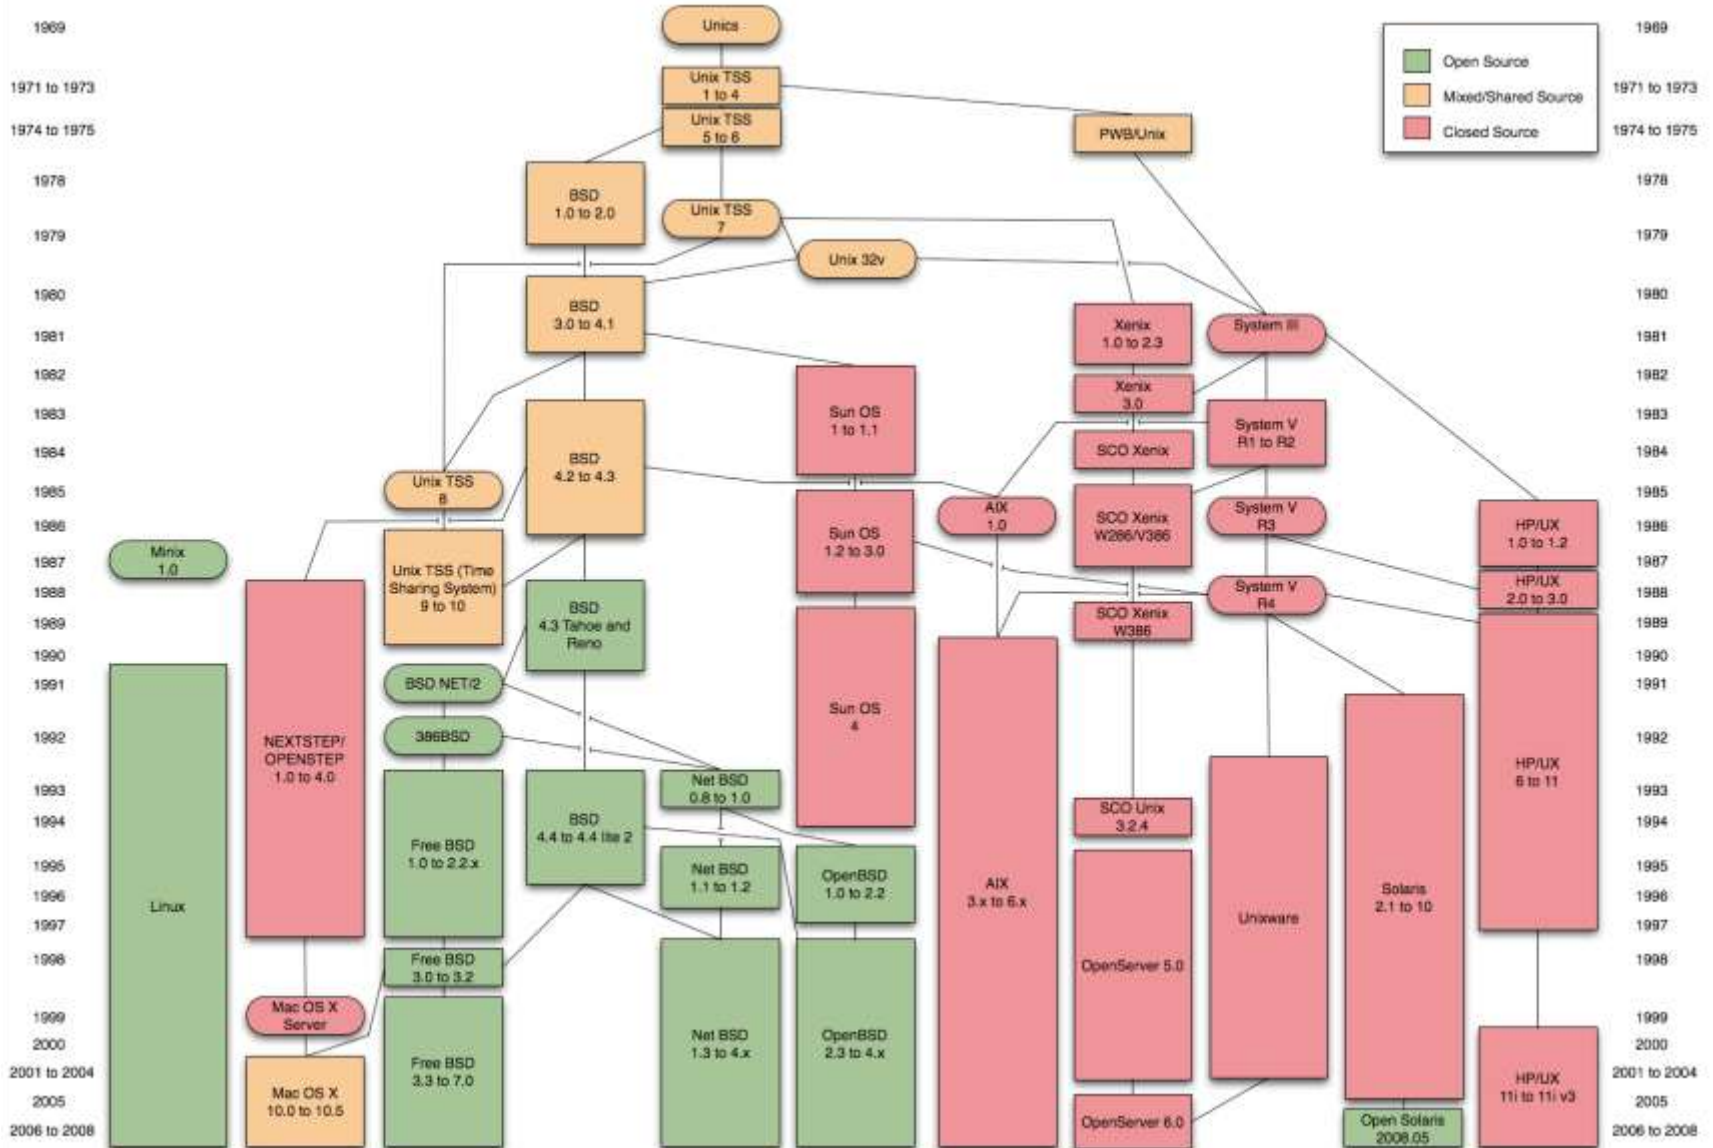 1969
1971 to 1973
1974 to 1975
1978
1979
1980
1981
1982
1983
1984
1985
1986
1987
1988
1989
1990
1991
1992
1993
1994
1995
1996
1997
1998
1999
2000
2001 to 2004
2005
2006 to 2008
Minix
1.0
Linux
NEXTSTEP/
OPENSTEP
1.0 to 4.0
Mac OS X
Server
Mac OS X
10.0 to 10.5
Unix TSS
8
Unix TSS (Time
Sharing System)
9 to 10
BSD NET/2
386BSD
Free BSD
1.0 to 2.2.x
Free BSD
3.0 to 3.2
Free BSD
3.3 to 7.0
BSD
1.0 to 2.0
BSD
3.0 to 4.1
BSD
4.2 to 4.3
BSD
4.3 Tahoe and
Reno
BSD
4.4 to 4.4 lite 2
Unics
Unix TSS
1 to 4
Unix TSS
5 to 6
Unix TSS
7
Net BSD
0.8 to 1.0
Net BSD
1.1 to 1.2
Net BSD
1.3 to 4.x
Unix 32v
Sun OS
1 to 1.1
Sun OS
1.2 to 3.0
Sun OS
4
OpenBSD
1.0 to 2.2
OpenBSD
2.3 to 4.x
AIX
1.0
AIX
3.x to 6.x
PWB/Unix
Xenix
1.0 to 2.3
Xenix
3.0
SCO Xenix
SCO Xenix
W286/V386
SCO Xenix
W386
SCO Unix
3.2.4
OpenServer 5.0
OpenServer 6.0
System III
System V
R1 to R2
System V
R3
System V
R4
Unixware
Solaris
2.1 to 10
Open Solaris
2008.05
HP/UX
1.0 to 1.2
HP/UX
2.0 to 3.0
HP/UX
6 to 11
HP/UX
11i to 11i v3
Open Source
Mixed/Shared Source
Closed Source
1969
1971 to 1973
1974 to 1975
1978
1979
1980
1981
1982
1983
1984
1985
1986
1987
1988
1989
1990
1991
1992
1993
1994
1995
1996
1997
1998
1999
2000
2001 to 2004
2005
2006 to 2008